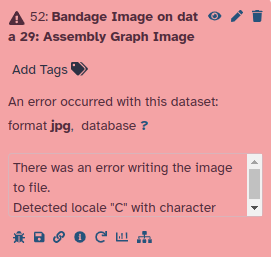 52: Bandage Image on dat
a 29: Assembly Graph Image
Add Tags
An error occurred with this dataset:
format jpg, database ?
There was an error writing the image
to file.
Detected locale "C" with character